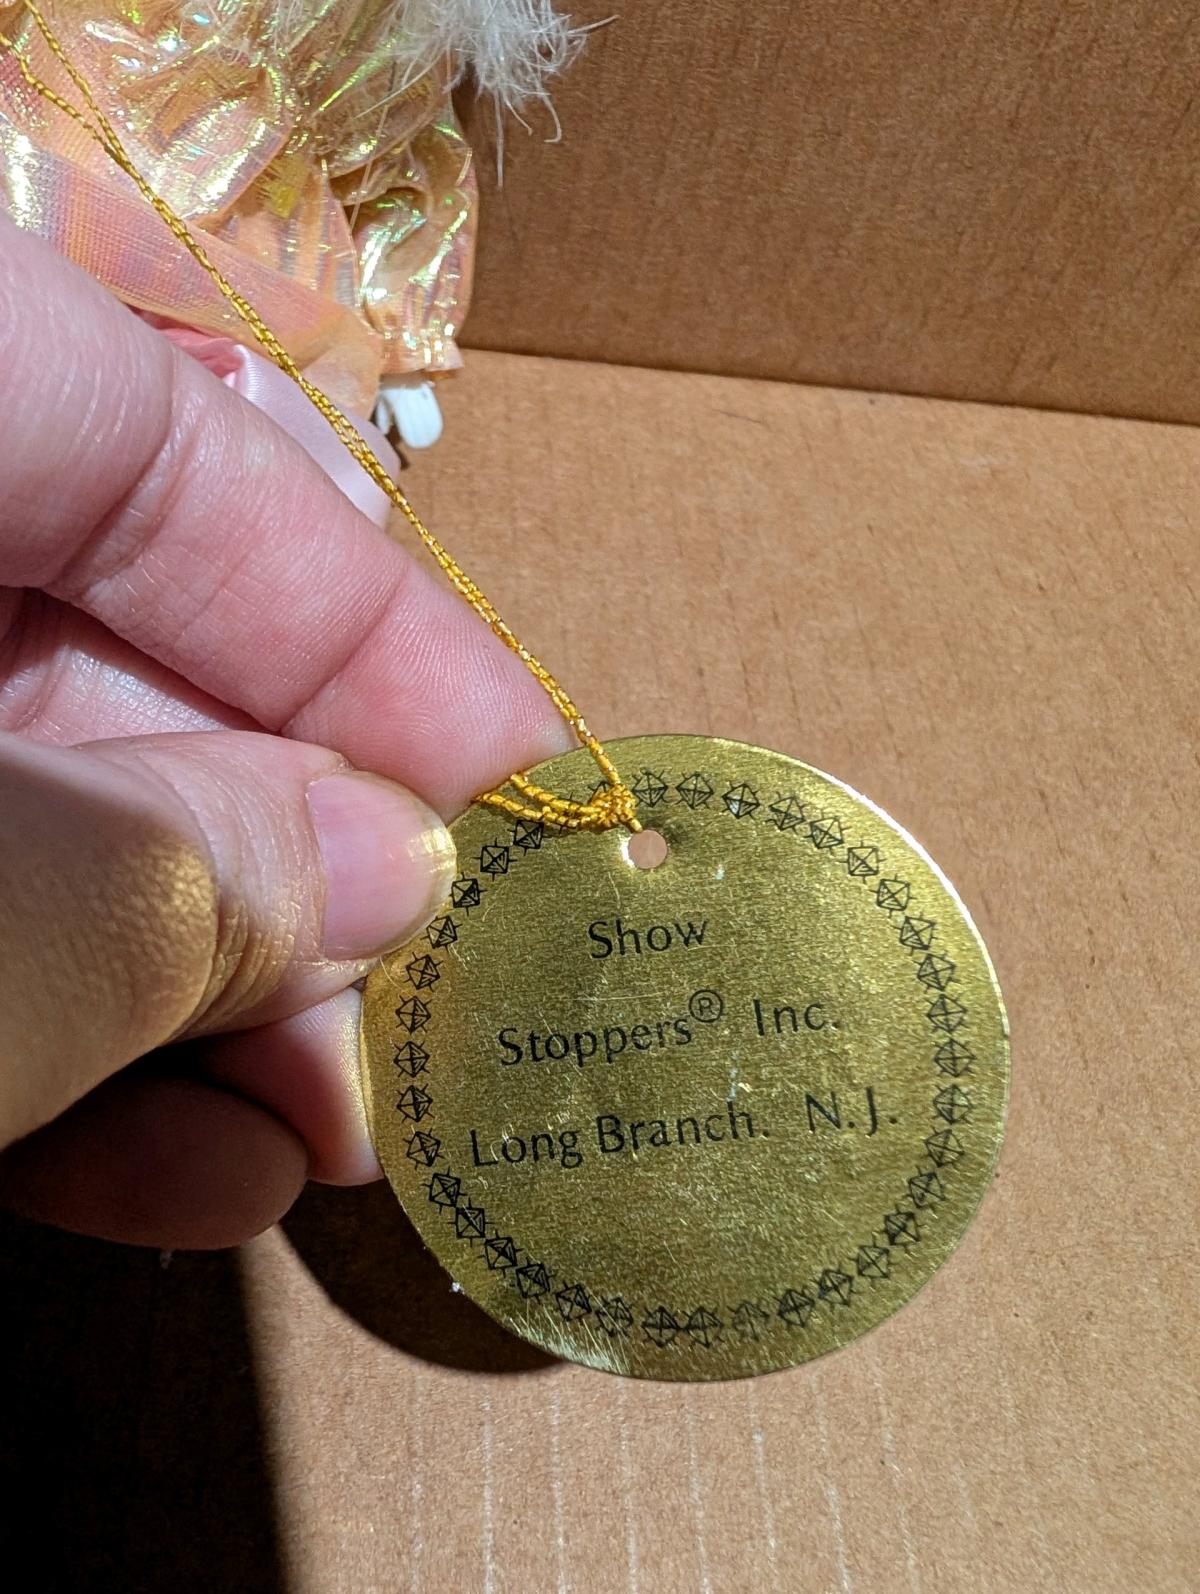 Show
Stoppers® Inc.
Long Branch. N.J.